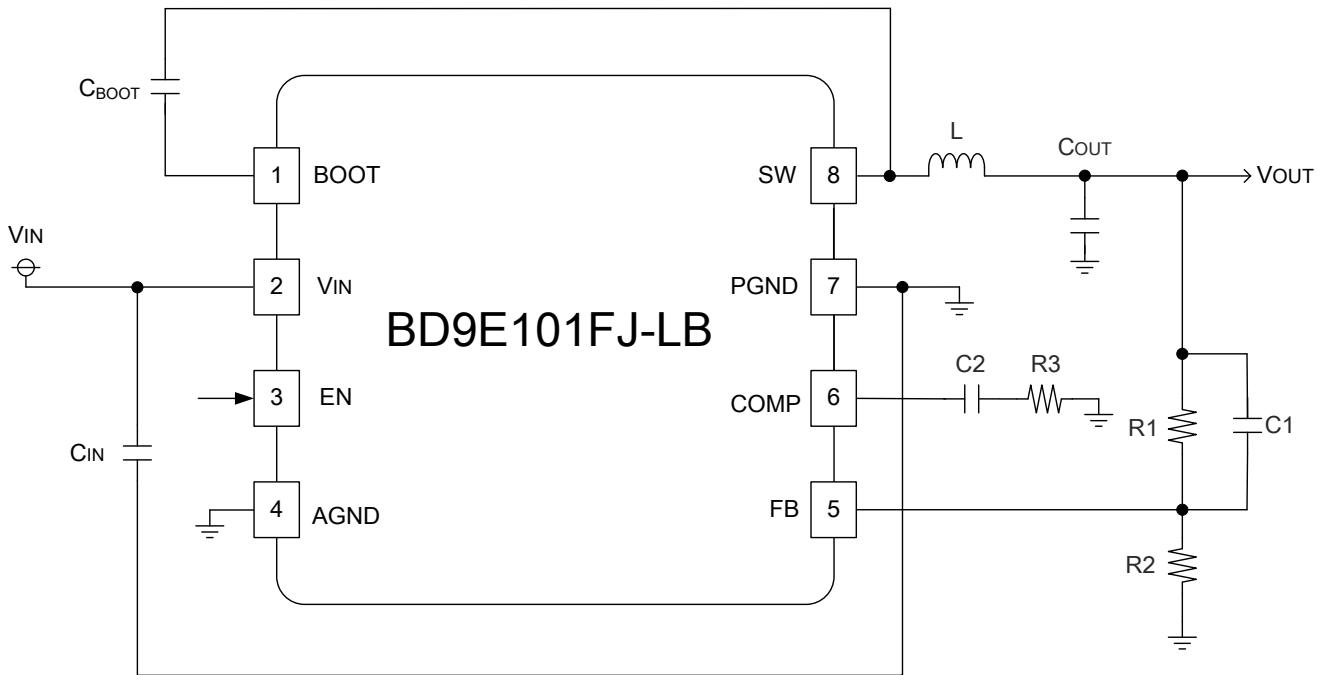 CBOOT
L
COUT
1
BOOT
SW
8
VOUT
VIN
2
VIN
PGND
7
BD9E101FJ-LB
C2
R3
3
EN
COMP
6
R1
C1
CIN
4
AGND
FB
5
R2